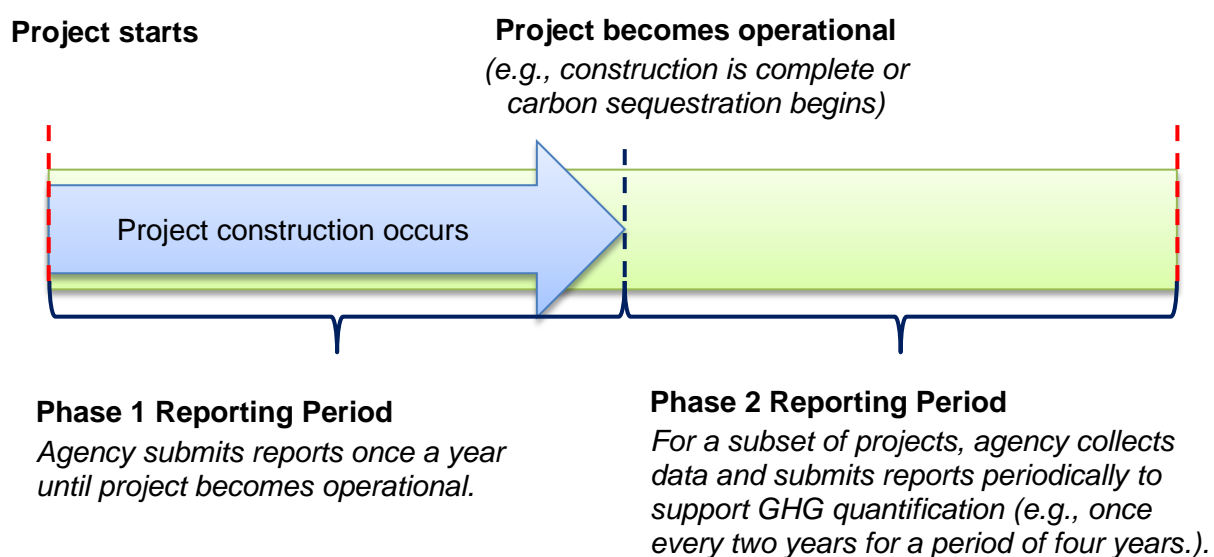 Project starts
Project becomes operational
(e.g., construction is complete or
carbon sequestration begins)
Project construction occurs
Phase 1 Reporting Period
Agency submits reports once a year
until project becomes operational.
Phase 2 Reporting Period
For a subset of projects, agency collects
data and submits reports periodically to
support GHG quantification (e.g., once
every two years for a period of four years.).